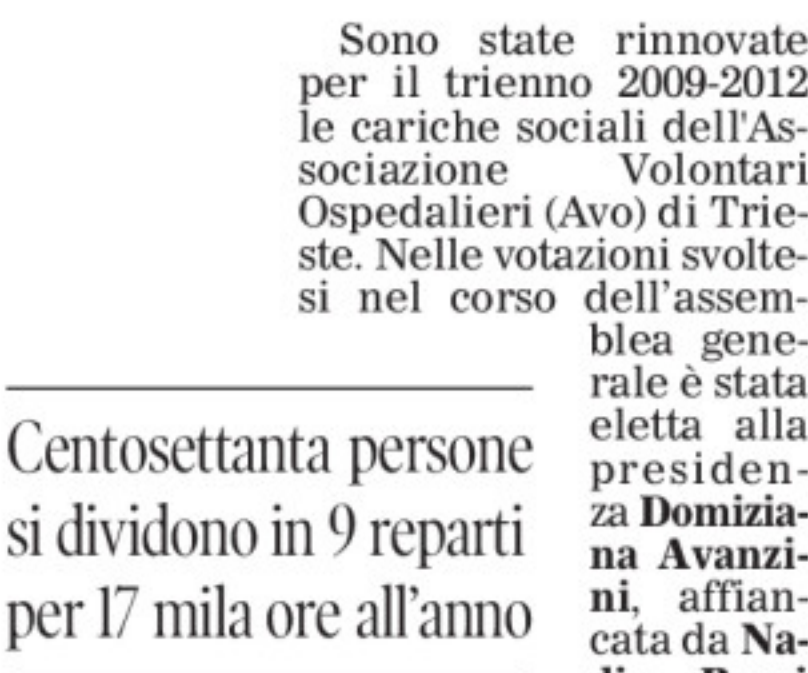 Sono state rinnovate
per il trienno 2009-2012
le cariche sociali dell'As-
sociazione Volontari
Ospedalieri (Avo) di Trie-
ste. Nelle votazioni svolte-
si nel corso dell’assem-
blea gene-
rale è stata
eletta alla
presiden-
za Domizia-
na Avanzi-
ni, affian-
cata da Na-
Centosettanta persone
si dividono in 9 reparti
per 17 mila ore all’anno